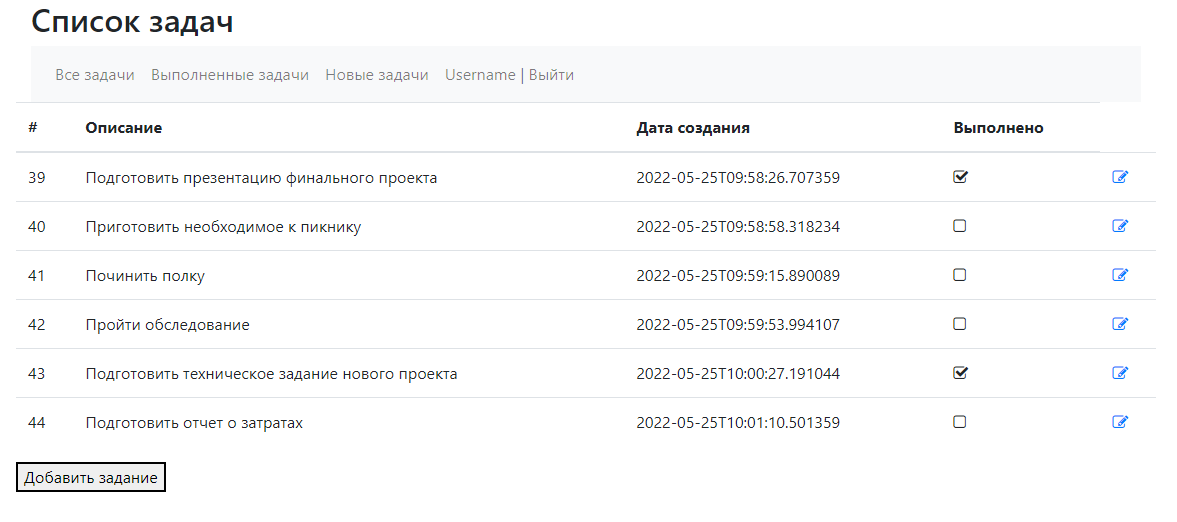 Список задач
Все задачи Выполненные задачи Новые задачи Username | Выйти
# Описание Дата создания Выполнено
39 Подготовить презентацию финального проекта 2022-05-25T09:58:26.707359
40 Приготовить необходимое к пикнику 2022-05-25T09:58:58.318234
41 Починить полку 2022-05-25T09:59:15.890089
42 Пройти обследование 2022-05-25T09:59:53.994107
43 Подготовить техническое задание нового проекта 2022-05-25T10:00:27.191044
44 Подготовить отчет о затратах 2022-05-25T10:01:10.501359
Добавить задание